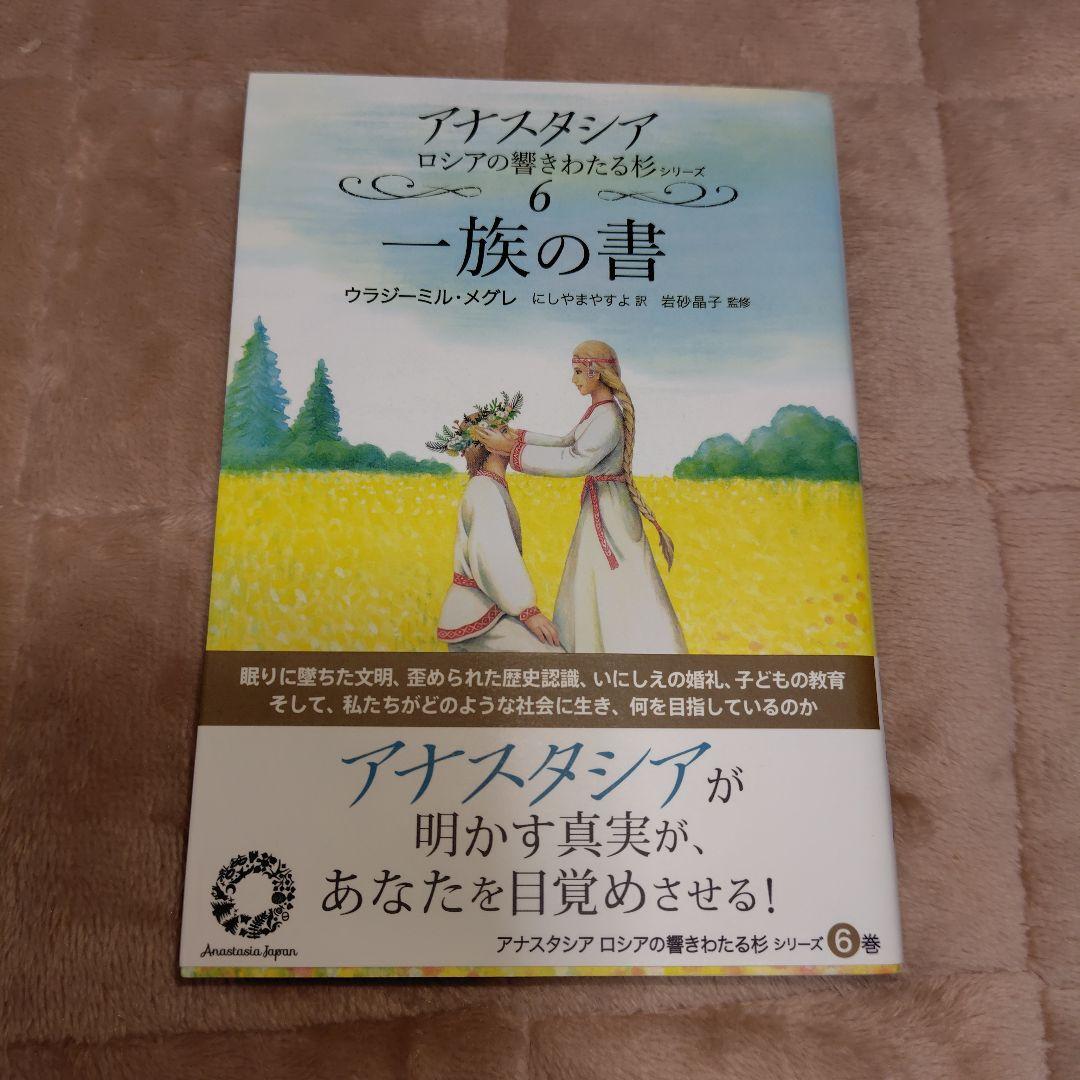 アナスタシア
ロシアの響きわたる杉 シリーズ
6
一族の書
ウラジーミル・メグレ にしやまやすよ 訳 岩砂晶子 監修
眠りに墜ちた文明、歪められた歴史認識、いにしえの婚礼、子どもの教育
そして、私たちがどのような社会に生き、何を目指しているのか
アナスタシアが
明かす真実が、
あなたを目覚めさせる!
Anastasia Japan
アナスタシア ロシアの響きわたる杉 シリーズ 6 巻